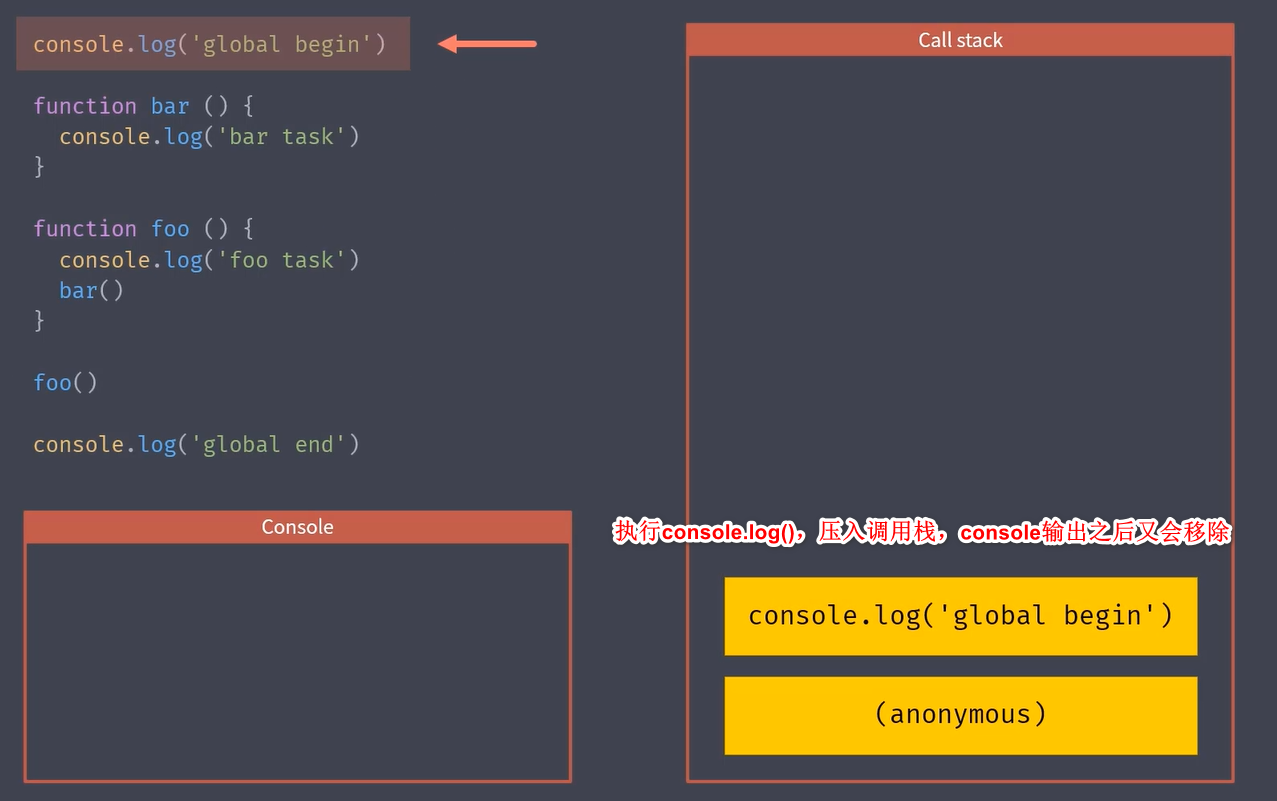 console.log('global begin')
function bar () {
  console.log('bar task')
}
function foo () {
  console.log('foo task')
  bar()
}
foo()
console.log('global end')
Console
Call stack
执行console.log()，压入调用栈，console输出之后又会移除
console.log('global begin')
(anonymous)